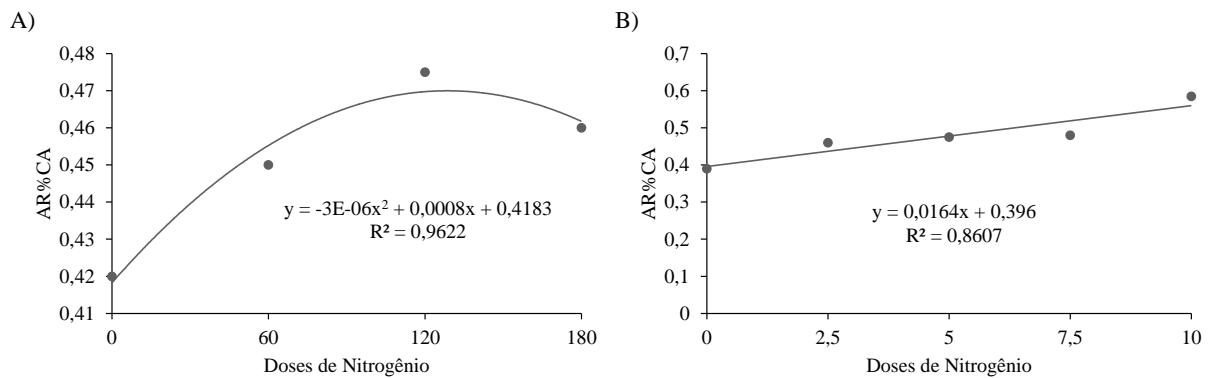 A)
0,48
0,47
0,46
0,45
0,44
0,43
0,42
0,41
AR%CA
y = -3E-06x² + 0,0008x + 0,4183
R² = 0,9622
0 60 120 180
Doses de Nitrogênio
B)
0,7
0,6
0,5
0,4
0,3
0,2
0,1
0
AR%CA
y = 0,0164x + 0,396
R² = 0,8607
0 2,5 5 7,5 10
Doses de Nitrogênio